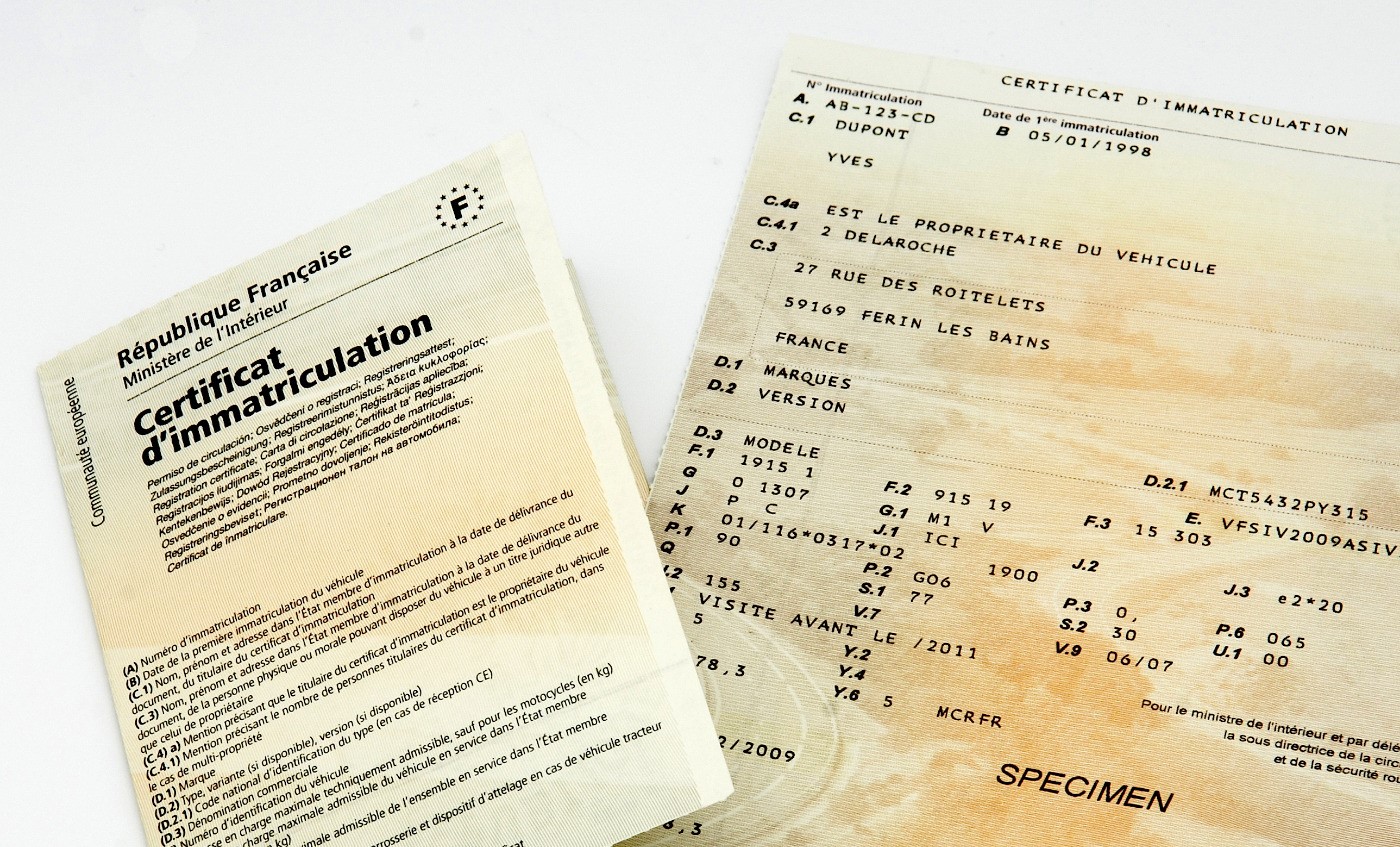 F
République Française
Ministère de l'Intérieur
Certificat
d'immatriculation
Communauté européenne
Permiso de circulación; Osvědčení o registraci; Registreringsattest;
Zulassungsbescheinigung; Registreerimistunnistus; Άδεια κυκλοφορίας;
Registration certificate; Carta di circolazione; Reģistrācijas apliecība;
Registracijos liudijimas; Forgalmi engedély; Certifikat ta' Reġistrazzjoni;
Kentekenbewijs; Dowód Rejestracyjny; Certificado de matrícula;
Osvedčenie o evidencii; Prometno dovoljenje; Rekisteröintitodistus;
Registreringsbeviset; Регистрационен талон на автомобила;
Certificat de înmatriculare.
(A) Numéro d'immatriculation
(B) Date de la première immatriculation du véhicule
(C.1) Nom, prénom et adresse dans l'État membre d'immatriculation à la date de délivrance du
document, du titulaire du certificat d'immatriculation
(C.3) Nom, prénom et adresse dans l'État membre d'immatriculation à la date de délivrance du
document, de la personne physique ou morale pouvant disposer du véhicule à un titre juridique autre
que celui de propriétaire
(C.4) a) Mention précisant que le titulaire du certificat d'immatriculation est le propriétaire du véhicule
(C.4.1) Mention précisant le nombre de personnes titulaires du certificat d'immatriculation, dans
le cas de multi-propriété
(D.1) Marque
(D.2) Type, variante (si disponible), version (si disponible)
(D.2.1) Code national d'identification du type (en cas de réception CE)
(D.3) Dénomination commerciale
Numéro d'identification du véhicule
sse en charge maximale techniquement admissible, sauf pour les motocycles (en kg)
charge maximale admissible du véhicule en service dans l'État membre
kg)
ximale admissible de l'ensemble en service dans l'État membre
rrosserie et dispositif d'attelage en cas de véhicule tracteur
CERTIFICAT D'IMMATRICULATION
N° Immatriculation
Date de 1ère immatriculation
A. AB-123-CD
B 05/01/1998
C.1 DUPONT
YVES
C.4a EST LE PROPRIETAIRE DU VEHICULE
C.4.1 2 DELAROCHE
C.3
27 RUE DES ROITELETS
59169 FERIN LES BAINS
FRANCE
D.1 MARQUES
D.2 VERSION
D.2.1 MCT5432PY315
D.3 MODELE
E. VFSIV2009ASIV
F.1 1915 1
F.2 915 19
F.3 15 303
G 0 1307
G.1 M1 V
J P C
J.1 ICI
J.2
J.3 e2*20
K 01/116*0317*02
P.1 90
P.2 GO6 1900
P.3 0,
P.6 065
Q
S.1 77
S.2 30
U.1 00
.2 155
V.7
V.9 06/07
VISITE AVANT LE /2011
5
Y.2
78,3
Y.4
Y.6 5
MCRFR
2/2009
Pour le ministre de l'intérieur et par délé
la sous directrice de la circ
et de la sécurité rou
SPECIMEN
8,3